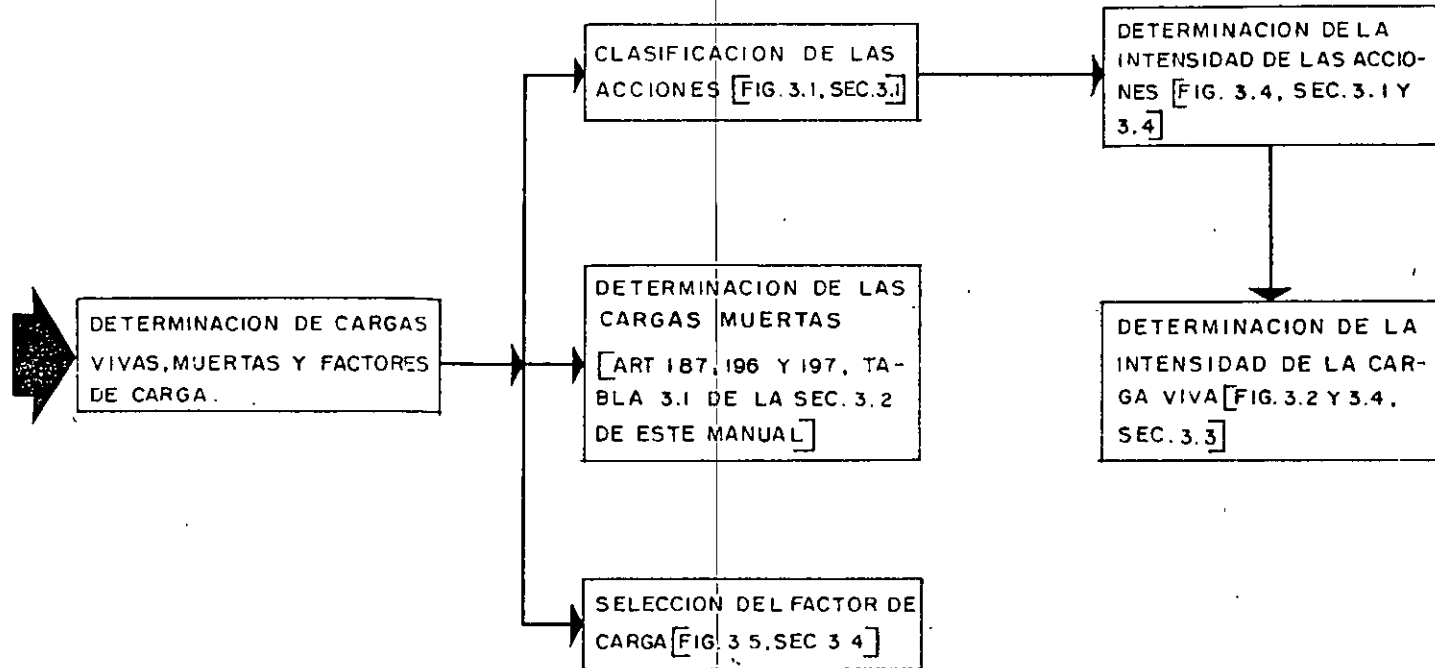 DETERMINACION DE CARGAS
VIVAS, MUERTAS Y FACTORES
DE CARGA.
CLASIFICACION DE LAS
ACCIONES [FIG. 3.1, SEC. 3.1]
DETERMINACION DE LA
INTENSIDAD DE LAS ACCIO-
NES [FIG. 3.4, SEC. 3.1 Y
3.4]
DETERMINACION DE LAS
CARGAS MUERTAS
[ART 187, 196 Y 197, TA-
BLA 3.1 DE LA SEC. 3.2
DE ESTE MANUAL]
DETERMINACION DE LA
INTENSIDAD DE LA CAR-
GA VIVA [FIG. 3.2 Y 3.4,
SEC. 3.3]
SELECCION DEL FACTOR DE
CARGA [FIG. 3 5, SEC 3 4]